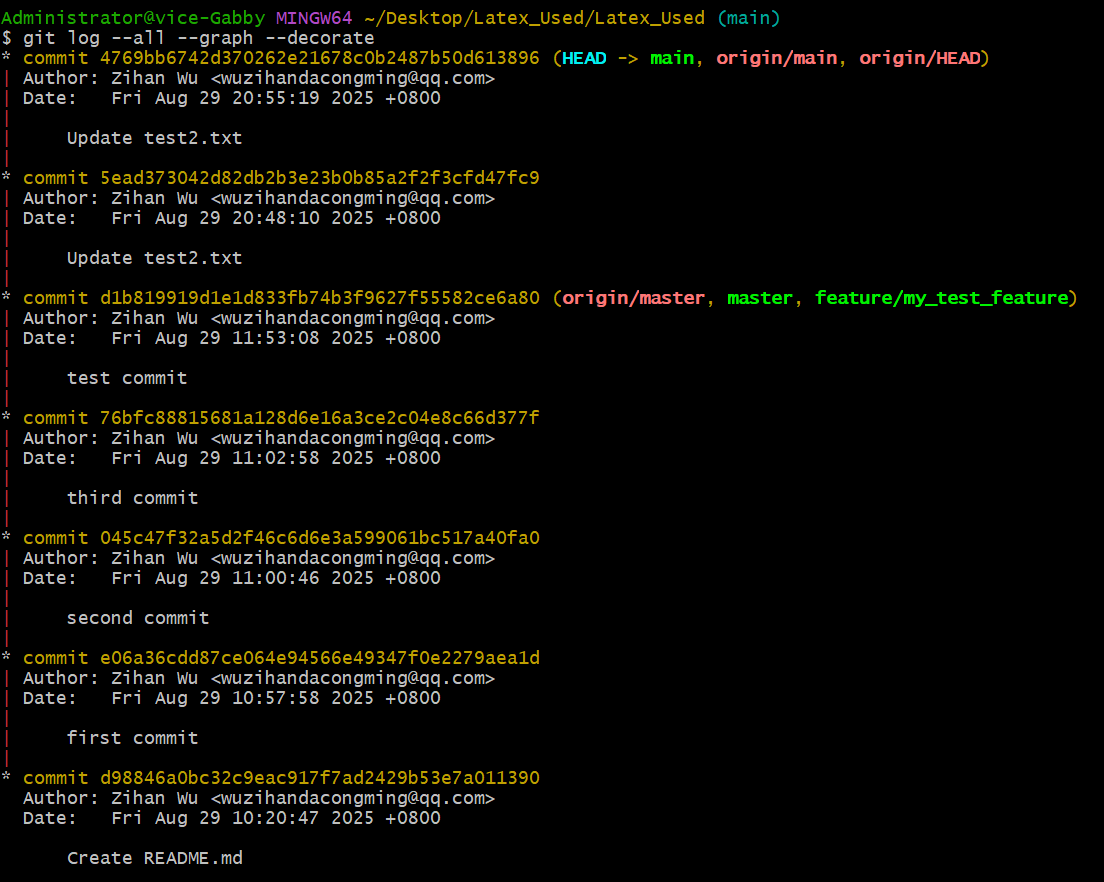 Administrator@vice-Gabby MINGW64 ~/Desktop/Latex_Used/Latex_Used (main)
$ git log --all --graph --decorate
* commit 4769bb6742d370262e21678c0b2487b50d613896 (HEAD -> main, origin/main, origin/HEAD)
| Author: Zihan Wu <wuzihandacongming@qq.com>
| Date:   Fri Aug 29 20:55:19 2025 +0800
|
|     Update test2.txt
|
* commit 5ead373042d82db2b3e23b0b85a2f2f3cfd47fc9
| Author: Zihan Wu <wuzihandacongming@qq.com>
| Date:   Fri Aug 29 20:48:10 2025 +0800
|
|     Update test2.txt
|
* commit d1b819919d1e1d833fb74b3f9627f55582ce6a80 (origin/master, master, feature/my_test_feature)
| Author: Zihan Wu <wuzihandacongming@qq.com>
| Date:   Fri Aug 29 11:53:08 2025 +0800
|
|     test commit
|
* commit 76bfc88815681a128d6e16a3ce2c04e8c66d377f
| Author: Zihan Wu <wuzihandacongming@qq.com>
| Date:   Fri Aug 29 11:02:58 2025 +0800
|
|     third commit
|
* commit 045c47f32a5d2f46c6d6e3a599061bc517a40fa0
| Author: Zihan Wu <wuzihandacongming@qq.com>
| Date:   Fri Aug 29 11:00:46 2025 +0800
|
|     second commit
|
* commit e06a36cdd87ce064e94566e49347f0e2279aea1d
| Author: Zihan Wu <wuzihandacongming@qq.com>
| Date:   Fri Aug 29 10:57:58 2025 +0800
|
|     first commit
|
* commit d98846a0bc32c9eac917f7ad2429b53e7a011390
  Author: Zihan Wu <wuzihandacongming@qq.com>
  Date:   Fri Aug 29 10:20:47 2025 +0800

      Create README.md